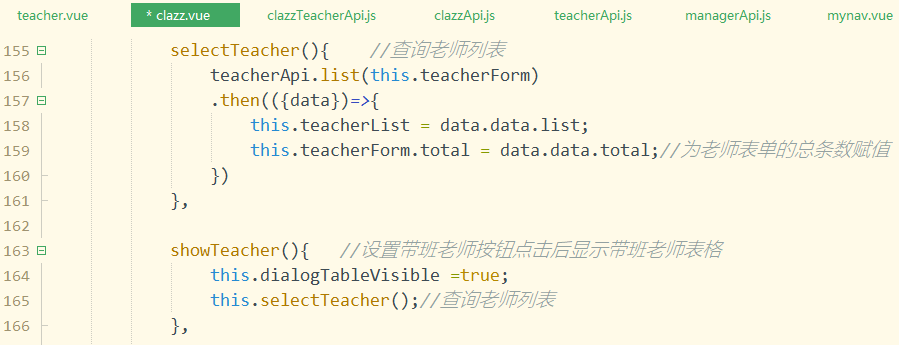 teacher.vue * clazz.vue clazzTeacherApi.js clazzApi.js teacherApi.js managerApi.js mynav.vue
155 selectTeacher(){ //查询老师列表
156 teacherApi.list(this.teacherForm)
157 .then(({data})=>{
158 this.teacherList = data.data.list;
159 this.teacherForm.total = data.data.total;//为老师表单的总条数赋值
160 })
161 },
162
163 showTeacher(){ //设置带班老师按钮点击后显示带班老师表格
164 this.dialogTableVisible =true;
165 this.selectTeacher();//查询老师列表
166 },